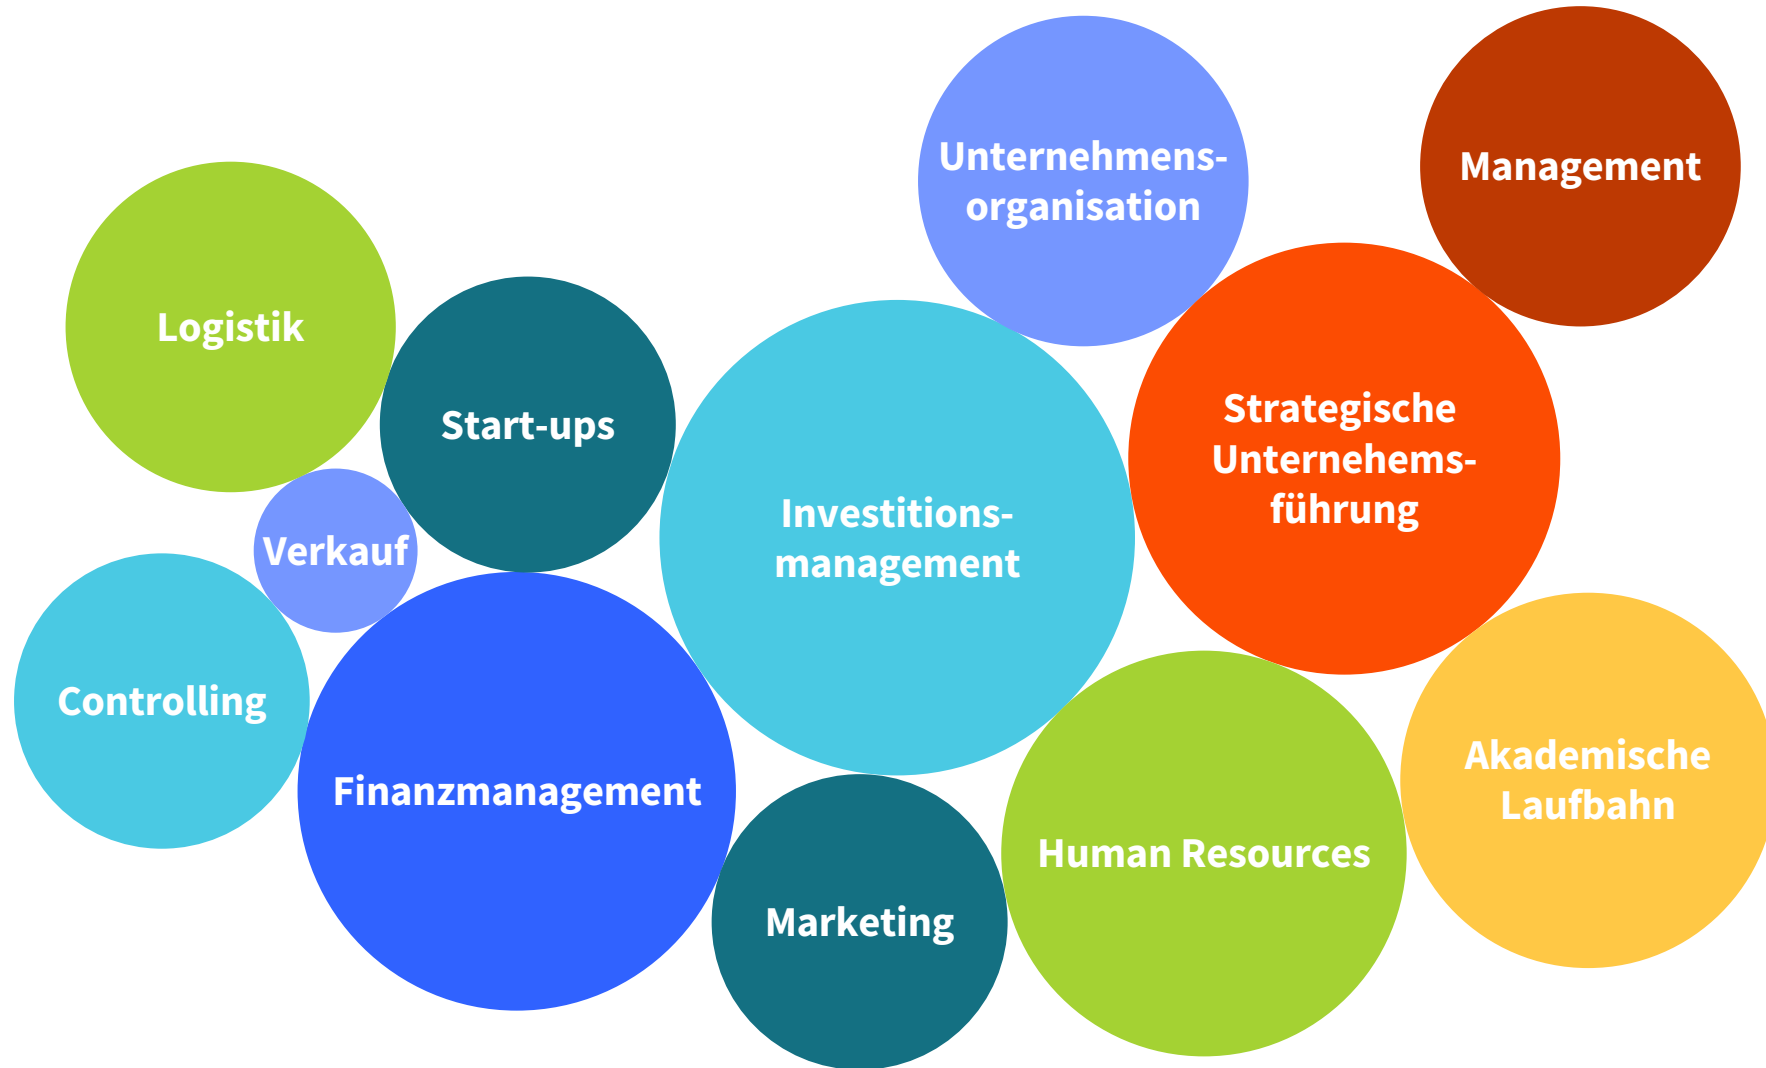 Unternehmens-
organisation
Management
Logistik
Start-ups
Strategische
Unternehems-
führung
Investitions-
management
Verkauf
Controlling
Finanzmanagement
Akademische
Laufbahn
Human Resources
Marketing